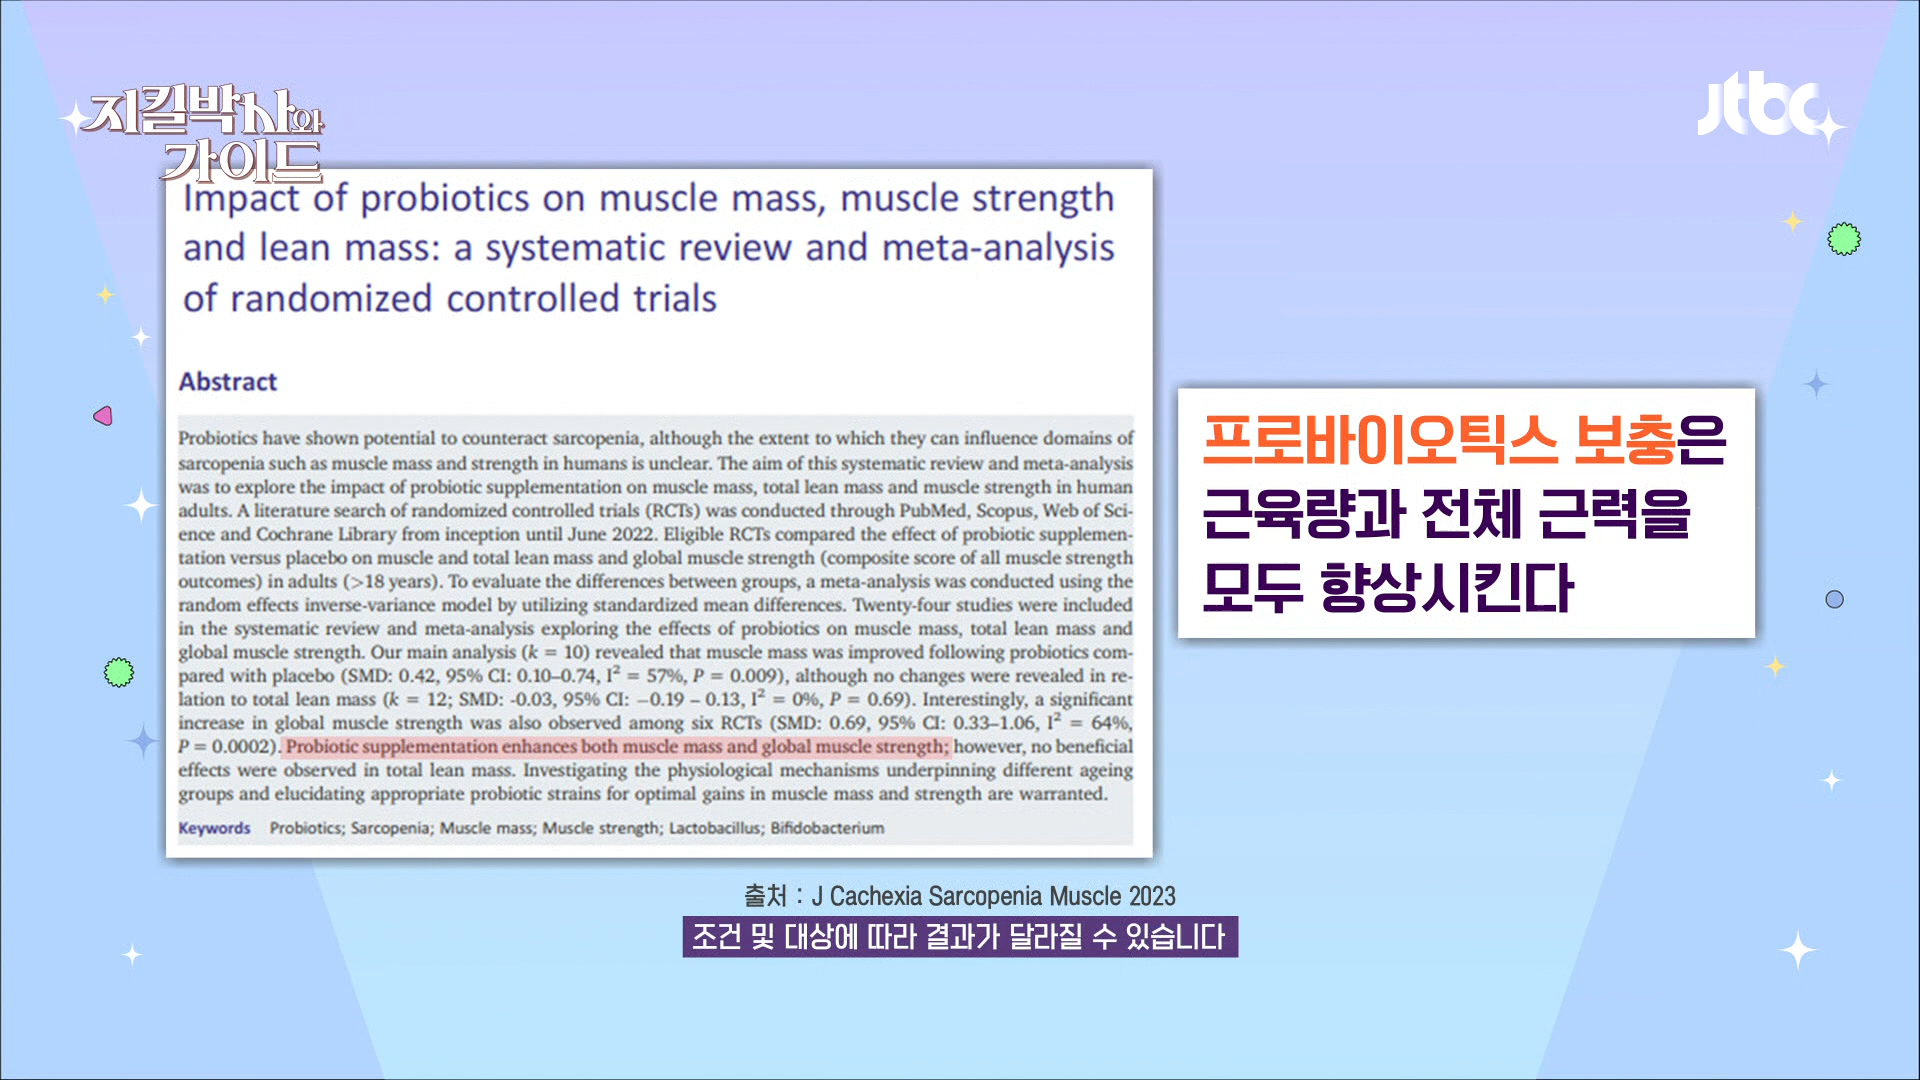 지킬박사와
가이드
jtbc
Impact of probiotics on muscle mass, muscle strength
and lean mass: a systematic review and meta-analysis
of randomized controlled trials
Abstract
Probiotics have shown potential to counteract sarcopenia, although the extent to which they can influence domains of
sarcopenia such as muscle mass and strength in humans is unclear. The aim of this systematic review and meta-analysis
was to explore the impact of probiotic supplementation on muscle mass, total lean mass and muscle strength in human
adults. A literature search of randomized controlled trials (RCTs) was conducted through PubMed, Scopus, Web of Sci-
ence and Cochrane Library from inception until June 2022. Eligible RCTs compared the effect of probiotic supplemen-
tation versus placebo on muscle and total lean mass and global muscle strength (composite score of all muscle strength
outcomes) in adults (>18 years). To evaluate the differences between groups, a meta-analysis was conducted using the
random effects inverse-variance model by utilizing standardized mean differences. Twenty-four studies were included
in the systematic review and meta-analysis exploring the effects of probiotics on muscle mass, total lean mass and
global muscle strength. Our main analysis (k = 10) revealed that muscle mass was improved following probiotics com-
pared with placebo (SMD: 0.42, 95% CI: 0.10–0.74, I² = 57%, P = 0.009), although no changes were revealed in re-
lation to total lean mass (k = 12; SMD: -0.03, 95% CI: −0.19 – 0.13, I² = 0%, P = 0.69). Interestingly, a significant
increase in global muscle strength was also observed among six RCTs (SMD: 0.69, 95% CI: 0.33–1.06, I² = 64%,
P = 0.0002). Probiotic supplementation enhances both muscle mass and global muscle strength; however, no beneficial
effects were observed in total lean mass. Investigating the physiological mechanisms underpinning different ageing
groups and elucidating appropriate probiotic strains for optimal gains in muscle mass and strength are warranted.
Keywords Probiotics; Sarcopenia; Muscle mass; Muscle strength; Lactobacillus; Bifidobacterium
프로바이오틱스 보충은
근육량과 전체 근력을
모두 향상시킨다
출처 : J Cachexia Sarcopenia Muscle 2023
조건 및 대상에 따라 결과가 달라질 수 있습니다